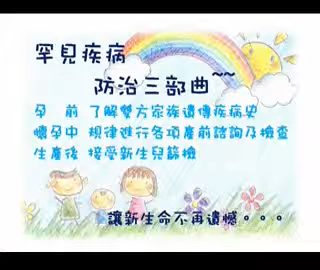 罕見疾病
防治三部曲~~
孕　前 了解雙方家族遺傳疾病史
懷孕中 規律進行各項產前諮詢及檢查
生產後 接受新生兒篩檢
讓新生命不再遺憾。。。